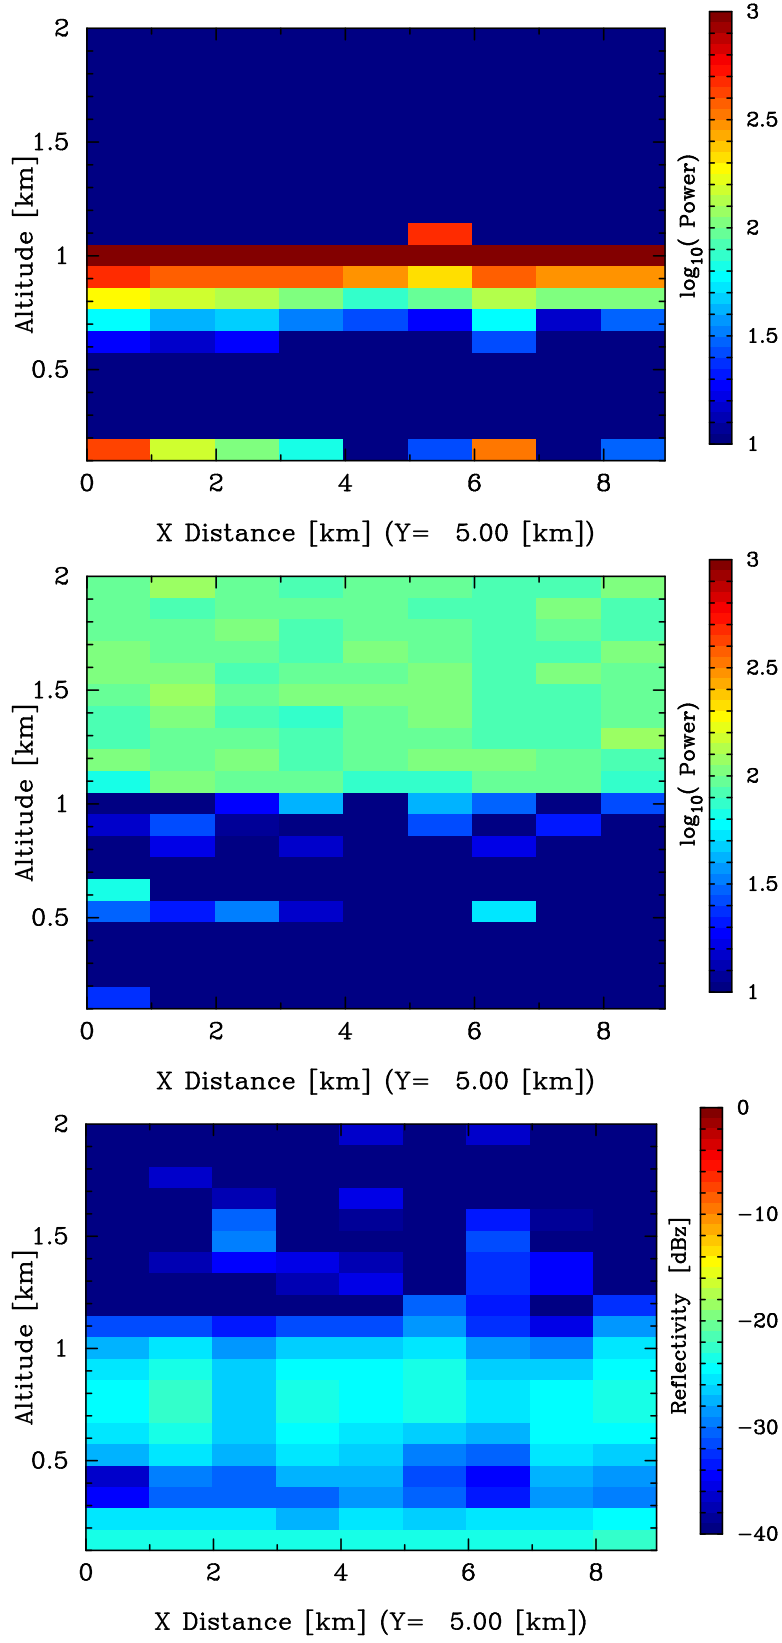 2
1.5
1
0.5
Altitude [km]
0 2 4 6 8
X Distance [km] (Y= 5.00 [km])
3
2.5
2
1.5
1
log10( Power)
2
1.5
1
0.5
Altitude [km]
0 2 4 6 8
X Distance [km] (Y= 5.00 [km])
3
2.5
2
1.5
1
log10( Power)
2
1.5
1
0.5
Altitude [km]
0 2 4 6 8
X Distance [km] (Y= 5.00 [km])
0
−10
−20
−30
−40
Reflectivity [dBz]